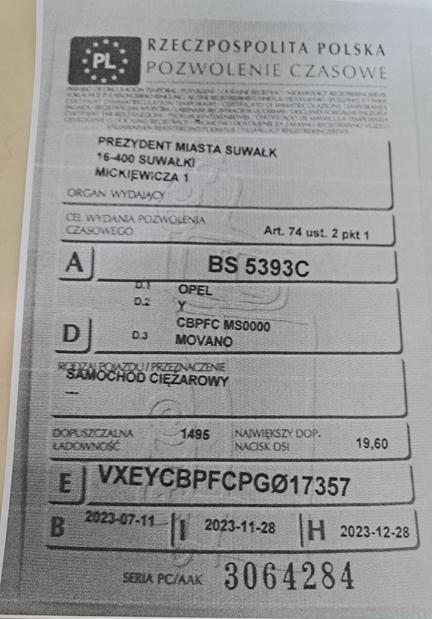 PL
RZECZPOSPOLITA POLSKA
POZWOLENIE CZASOWE
PREZYDENT MIASTA SUWAŁK
16-400 SUWAŁKI
MICKIEWICZA 1
ORGAN WYDAJĄCY
CEL WYDANIA POZWOLENIA
CZASOWEGO Art. 74 ust. 2 pkt 1
A BS 5393C
D.1 OPEL
D.2 Y
CBPFC MS0000
D D.3 MOVANO
RODZAJ POJAZDU / PRZEZNACZENIE
SAMOCHÓD CIĘŻAROWY
---
DOPUSZCZALNA ŁADOWNOŚĆ 1495 NAJWIĘKSZY DOP. NACISK OSI 19,60
E VXEYCBPFCPGØ17357
B 2023-07-11 I 2023-11-28 H 2023-12-28
SERIA PC/AAK 3064284